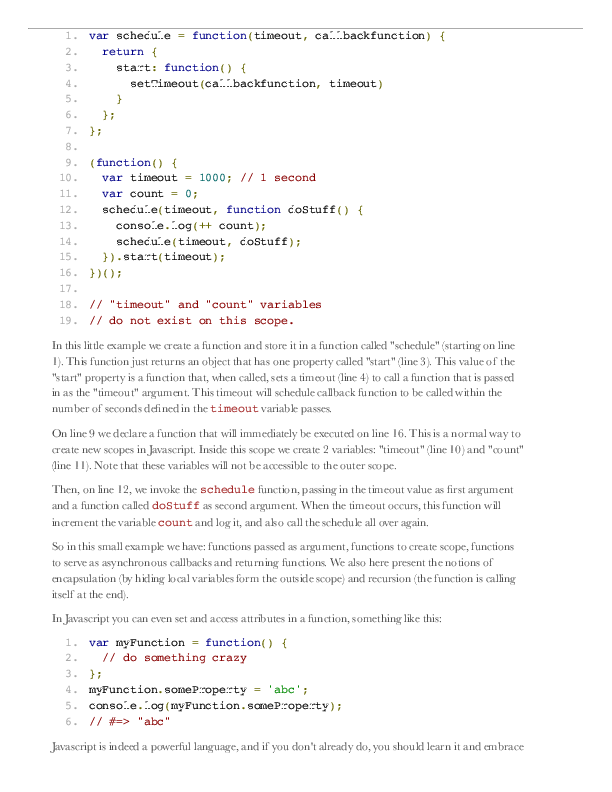 1. var schedule = function(timeout, callbackfunction) {
2. return {
3. start: function() {
4. setTimeout(callbackfunction, timeout)
5. }
6. };
7. };
8.
9. (function() {
10. var timeout = 1000; // 1 second
11. var count = 0;
12. schedule(timeout, function doStuff() {
13. console.log(++ count);
14. schedule(timeout, doStuff);
15. }).start(timeout);
16. })();
17.
18. // "timeout" and "count" variables
19. // do not exist on this scope.
In this little example we create a function and store it in a function called "schedule" (starting on line
1). This function just returns an object that has one property called "start" (line 3). This value of the
"start" property is a function that, when called, sets a timeout (line 4) to call a function that is passed
in as the "timeout" argument. This timeout will schedule callback function to be called within the
number of seconds defined in the timeout variable passes.
On line 9 we declare a function that will immediately be executed on line 16. This is a normal way to
create new scopes in Javascript. Inside this scope we create 2 variables: "timeout" (line 10) and "count"
(line 11). Note that these variables will not be accessible to the outer scope.
Then, on line 12, we invoke the schedule function, passing in the timeout value as first argument
and a function called doStuff as second argument. When the timeout occurs, this function will
increment the variable count and log it, and also call the schedule all over again.
So in this small example we have: functions passed as argument, functions to create scope, functions
to serve as asynchronous callbacks and returning functions. We also here present the notions of
encapsulation (by hiding local variables form the outside scope) and recursion (the function is calling
itself at the end).
In Javascript you can even set and access attributes in a function, something like this:
1. var myFunction = function() {
2. // do something crazy
3. };
4. myFunction.someProperty = 'abc';
5. console.log(myFunction.someProperty);
6. // #=> "abc"
Javascript is indeed a powerful language, and if you don't already do, you should learn it and embrace